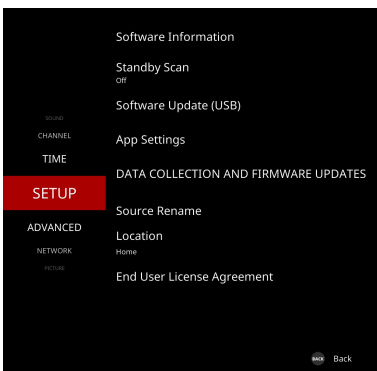 Software Information
Standby Scan
Off
Software Update (USB)
App Settings
DATA COLLECTION AND FIRMWARE UPDATES
Source Rename
Location
Home
End User License Agreement
SOUND
CHANNEL
TIME
SETUP
ADVANCED
NETWORK
PICTURE
BACK Back